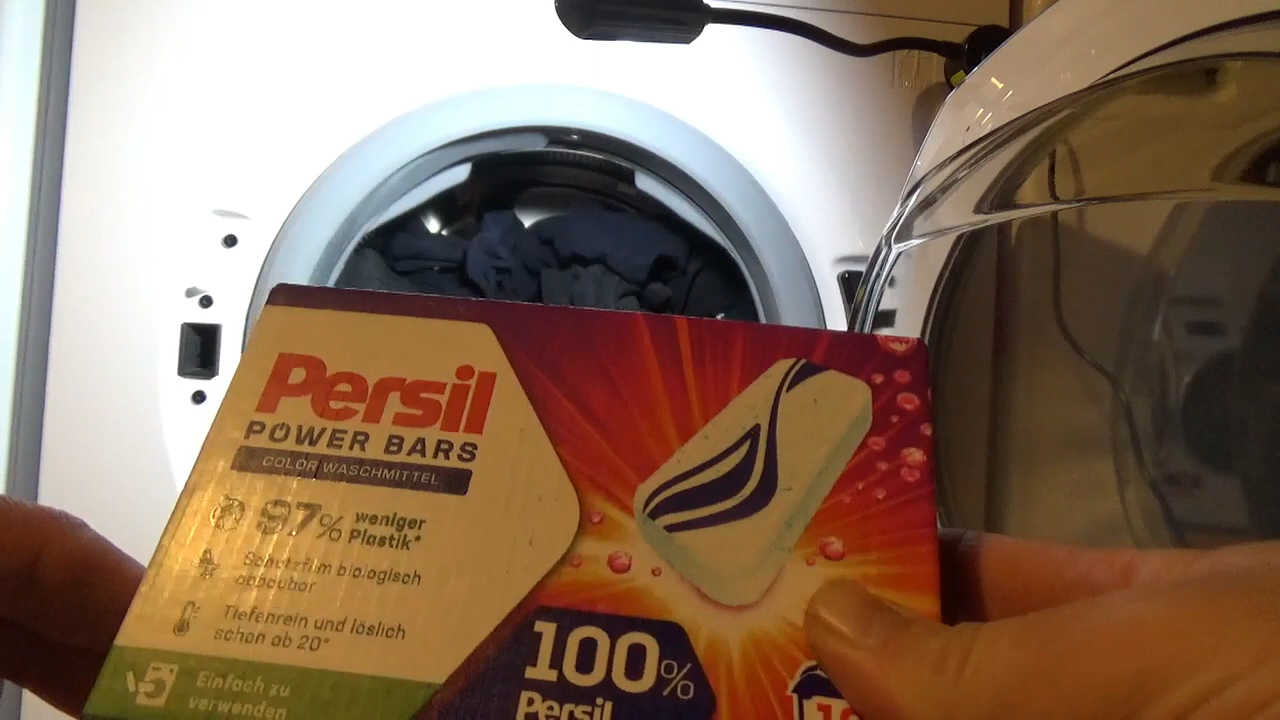 Persil
POWER BARS
COLOR WASCHMITTEL
97% weniger
Plastik*
Schutzfilm biologisch
abbaubar
Tiefenrein und löslich
schon ab 20°
Einfach zu
verwenden
100%
Persil